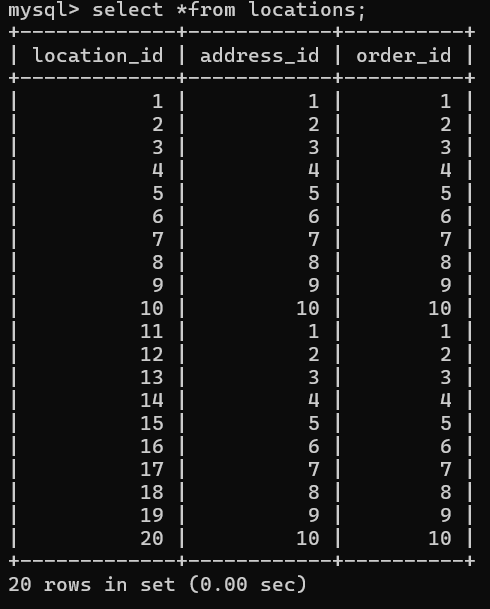 mysql> select *from locations;
+-------------+------------+----------+
| location_id | address_id | order_id |
+-------------+------------+----------+
|           1 |          1 |        1 |
|           2 |          2 |        2 |
|           3 |          3 |        3 |
|           4 |          4 |        4 |
|           5 |          5 |        5 |
|           6 |          6 |        6 |
|           7 |          7 |        7 |
|           8 |          8 |        8 |
|           9 |          9 |        9 |
|          10 |         10 |       10 |
|          11 |          1 |        1 |
|          12 |          2 |        2 |
|          13 |          3 |        3 |
|          14 |          4 |        4 |
|          15 |          5 |        5 |
|          16 |          6 |        6 |
|          17 |          7 |        7 |
|          18 |          8 |        8 |
|          19 |          9 |        9 |
|          20 |         10 |       10 |
+-------------+------------+----------+
20 rows in set (0.00 sec)